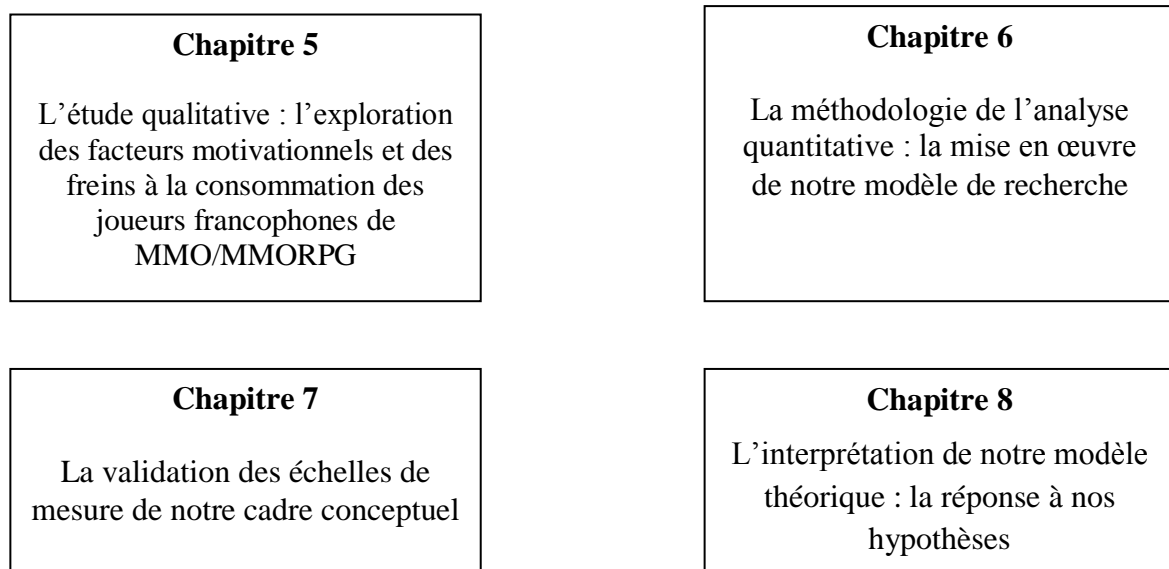 Chapitre 5
L’étude qualitative : l’exploration
des facteurs motivationnels et des
freins à la consommation des
joueurs francophones de
MMO/MMORPG
Chapitre 6
La méthodologie de l’analyse
quantitative : la mise en œuvre
de notre modèle de recherche
Chapitre 7
La validation des échelles de
mesure de notre cadre conceptuel
Chapitre 8
L’interprétation de notre modèle
théorique : la réponse à nos
hypothèses